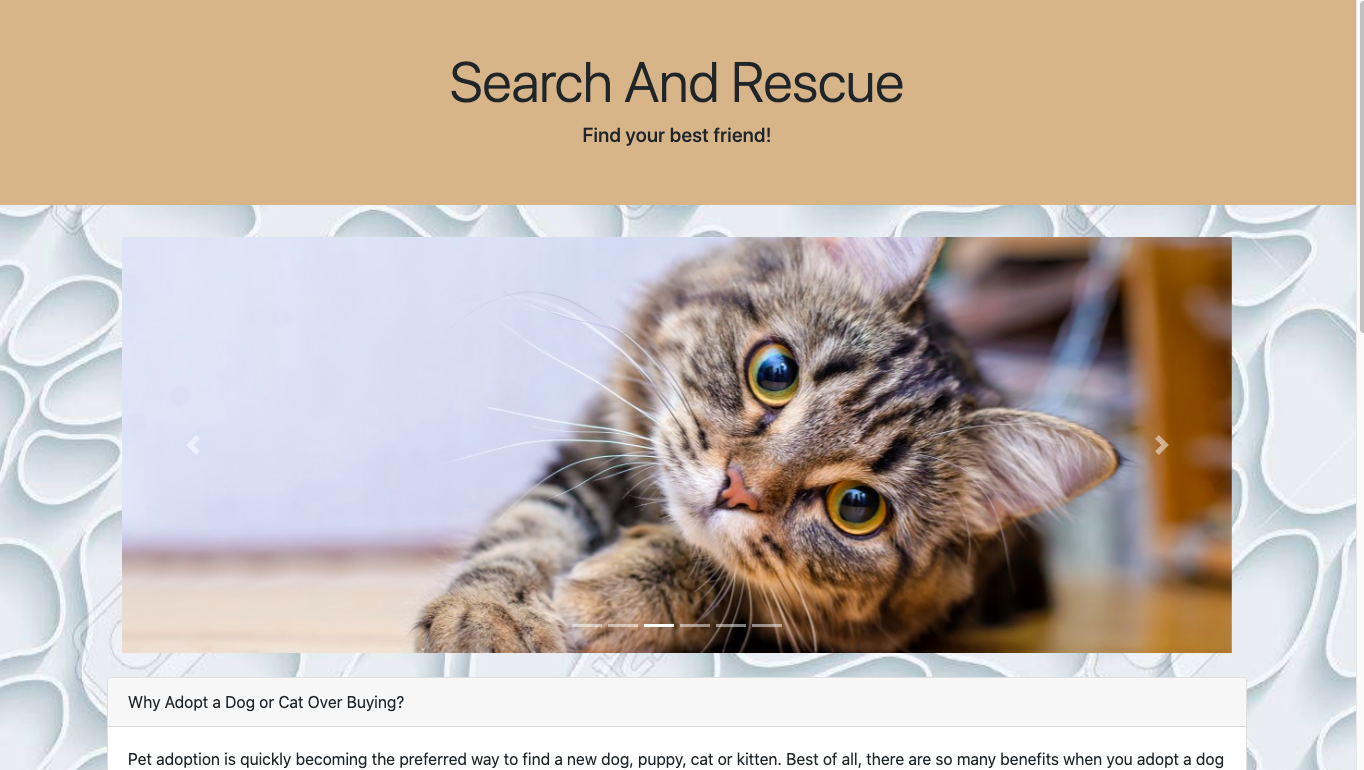 Search And Rescue
Find your best friend!
Why Adopt a Dog or Cat Over Buying?
Pet adoption is quickly becoming the preferred way to find a new dog, puppy, cat or kitten. Best of all, there are so many benefits when you adopt a dog